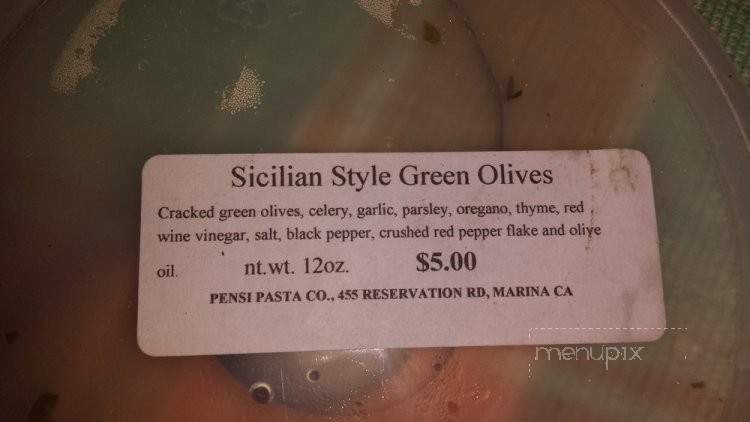 Sicilian Style Green Olives
Cracked green olives, celery, garlic, parsley, oregano, thyme, red
wine vinegar, salt, black pepper, crushed red pepper flake and olive
oil. nt.wt. 12oz. $5.00
PENSI PASTA CO., 455 RESERVATION RD, MARINA CA
menupix